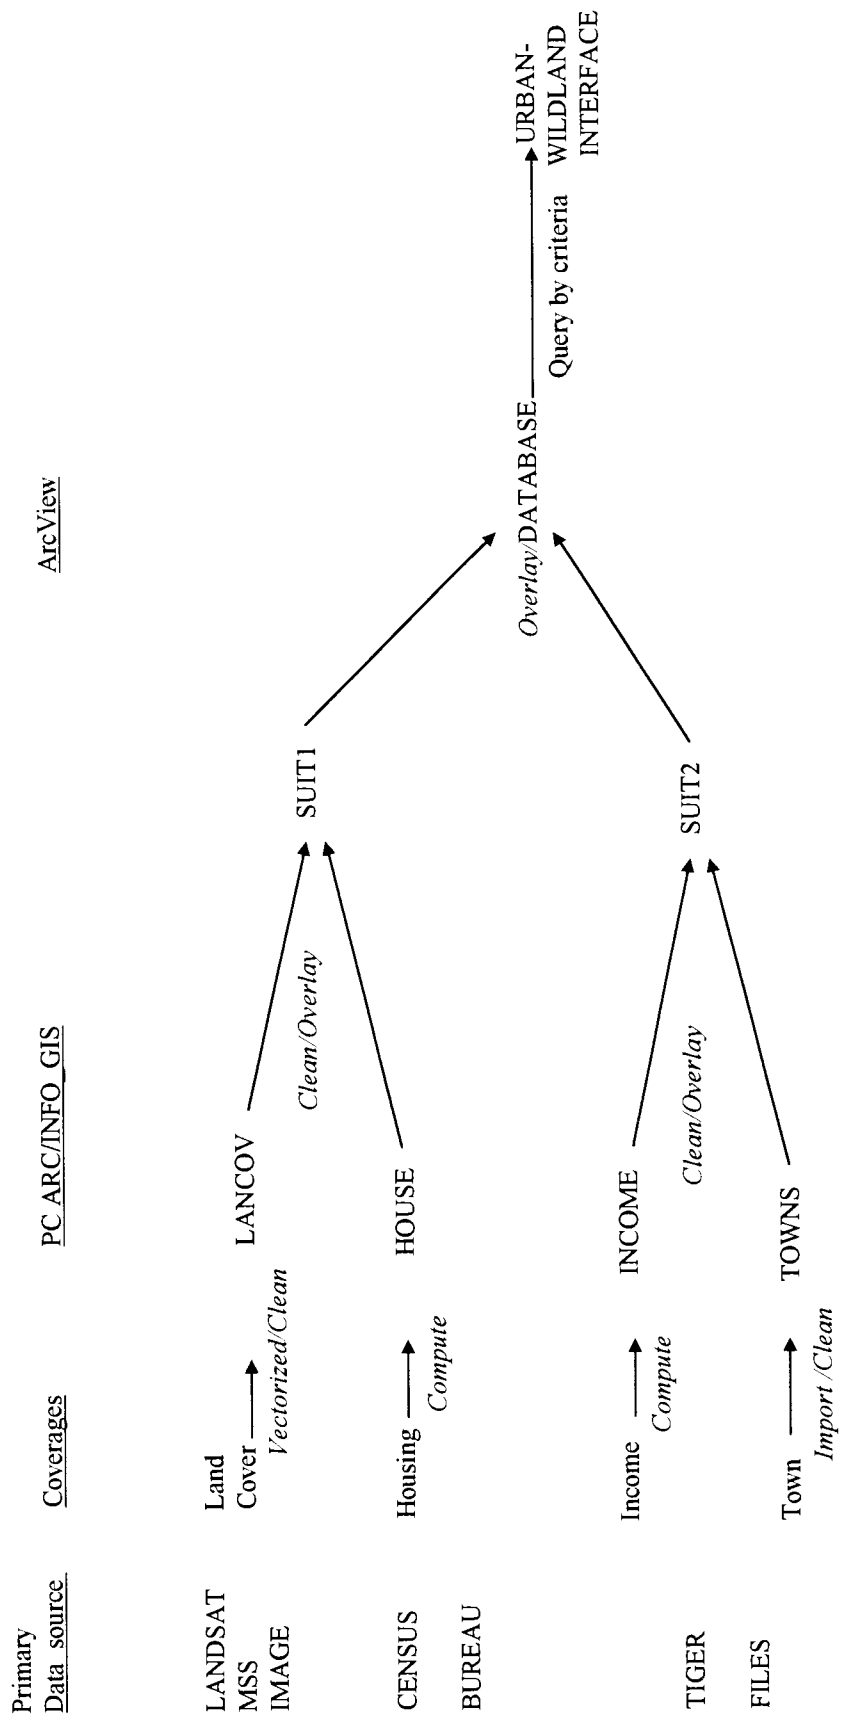 Primary
Data source
Coverages
PC ARC/INFO GIS
ArcView
LANDSAT
MSS
IMAGE
Land
Cover
Vectorized/Clean
LANCOV
Clean/Overlay
SUIT1
CENSUS
BUREAU
Housing
Compute
HOUSE
Overlay/DATABASE
Query by criteria
URBAN-
WILDLAND
INTERFACE
Income
Compute
INCOME
Clean/Overlay
SUIT2
TIGER
FILES
Town
Import /Clean
TOWNS